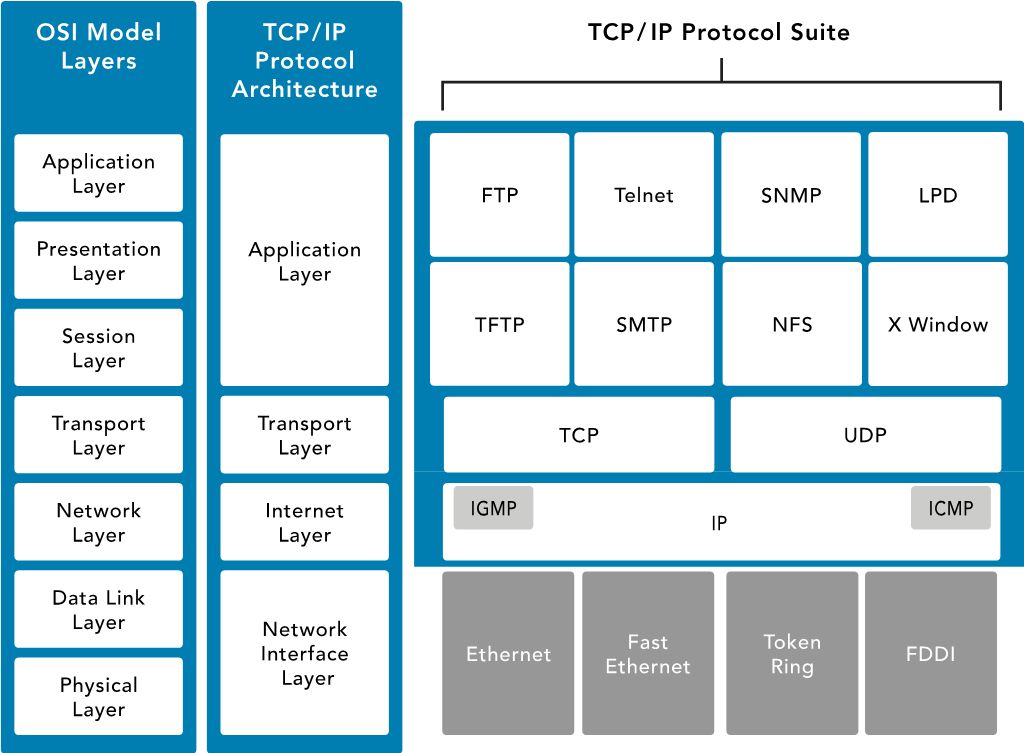 OSI Model
Layers
Application
Layer
Presentation
Layer
Session
Layer
Transport
Layer
Network
Layer
Data Link
Layer
Physical
Layer
TCP/IP
Protocol
Architecture
Application
Layer
Transport
Layer
Internet
Layer
Network
Interface
Layer
TCP/IP Protocol Suite
FTP
Telnet
SNMP
LPD
TFTP
SMTP
NFS
X Window
TCP
UDP
IGMP
IP
ICMP
Ethernet
Fast
Ethernet
Token
Ring
FDDI